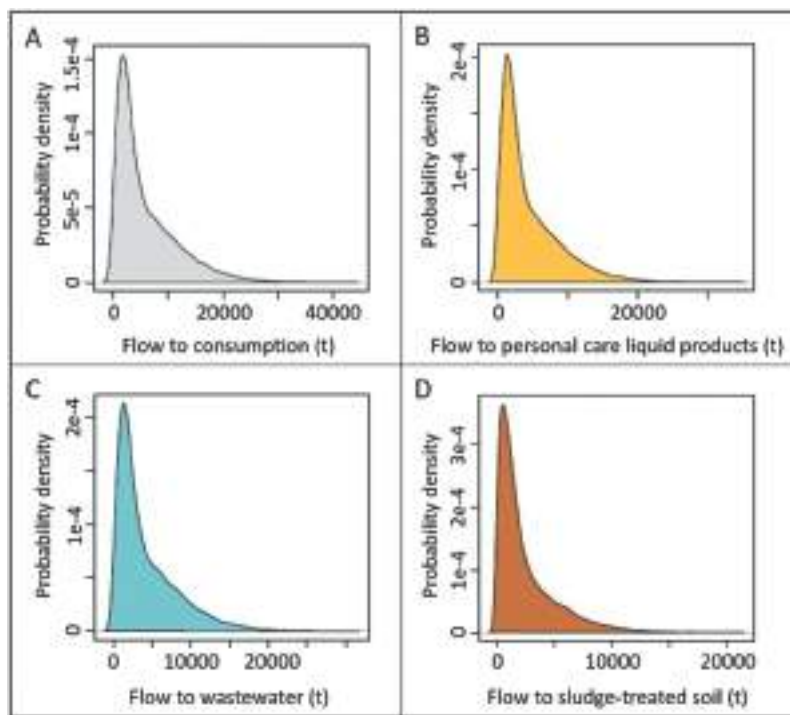 A
Probability density
1.5e-4
1e-4
5e-5
0
0 20000 40000
Flow to consumption (t)
B
Probability density
2e-4
1e-4
0
0 20000
Flow to personal care liquid products (t)
C
Probability density
2e-4
1e-4
0
0 10000 20000
Flow to wastewater (t)
D
Probability density
3e-4
2e-4
1e-4
0
0 10000 20000
Flow to sludge-treated soil (t)